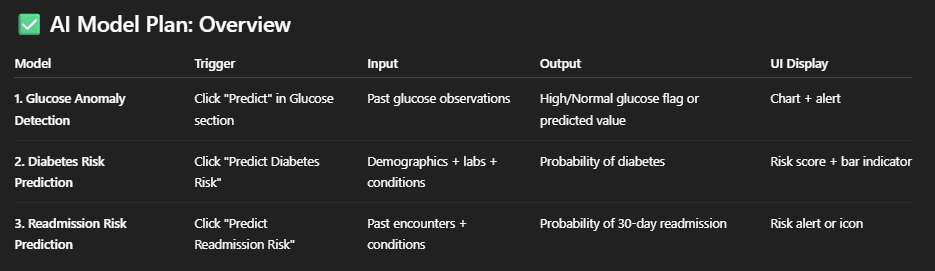 ✅ AI Model Plan: Overview
Model Trigger Input Output UI Display
1. Glucose Anomaly Click "Predict" in Glucose Past glucose observations High/Normal glucose flag or Chart + alert
Detection section predicted value
2. Diabetes Risk Click "Predict Diabetes Demographics + labs + Probability of diabetes Risk score + bar indicator
Prediction Risk" conditions
3. Readmission Risk Click "Predict Past encounters + Probability of 30-day readmission Risk alert or icon
Prediction Readmission Risk" conditions